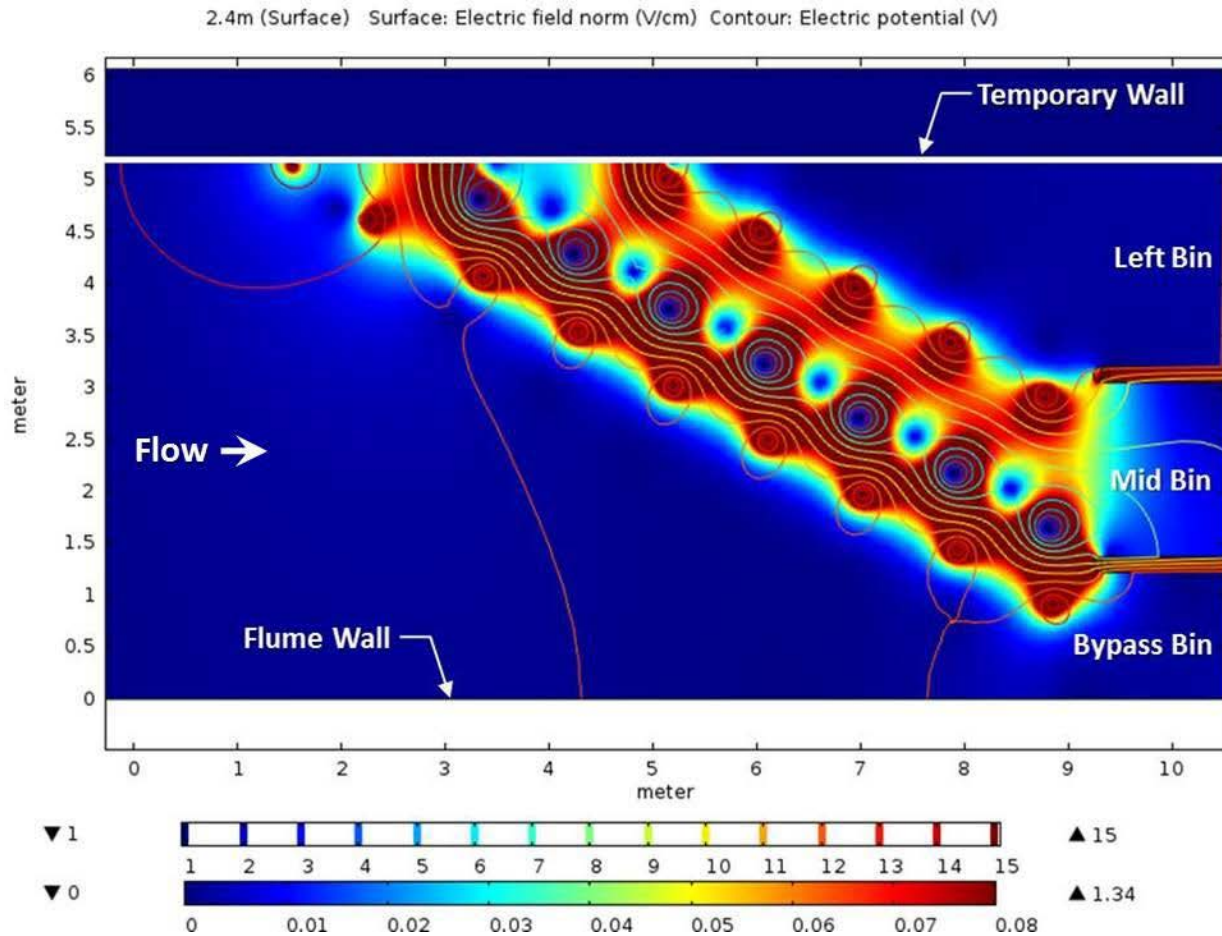 2.4m (Surface) Surface: Electric field norm (V/cm) Contour: Electric potential (V)
6
5.5
5
4.5
4
3.5
3
2.5
2
1.5
1
0.5
0
meter
Temporary Wall
Left Bin
Flow
Mid Bin
Flume Wall
Bypass Bin
0 1 2 3 4 5 6 7 8 9 10
meter
▼ 1
1 2 3 4 5 6 7 8 9 10 11 12 13 14 15
▲ 15
▼ 0
0 0.01 0.02 0.03 0.04 0.05 0.06 0.07 0.08
▲ 1.34